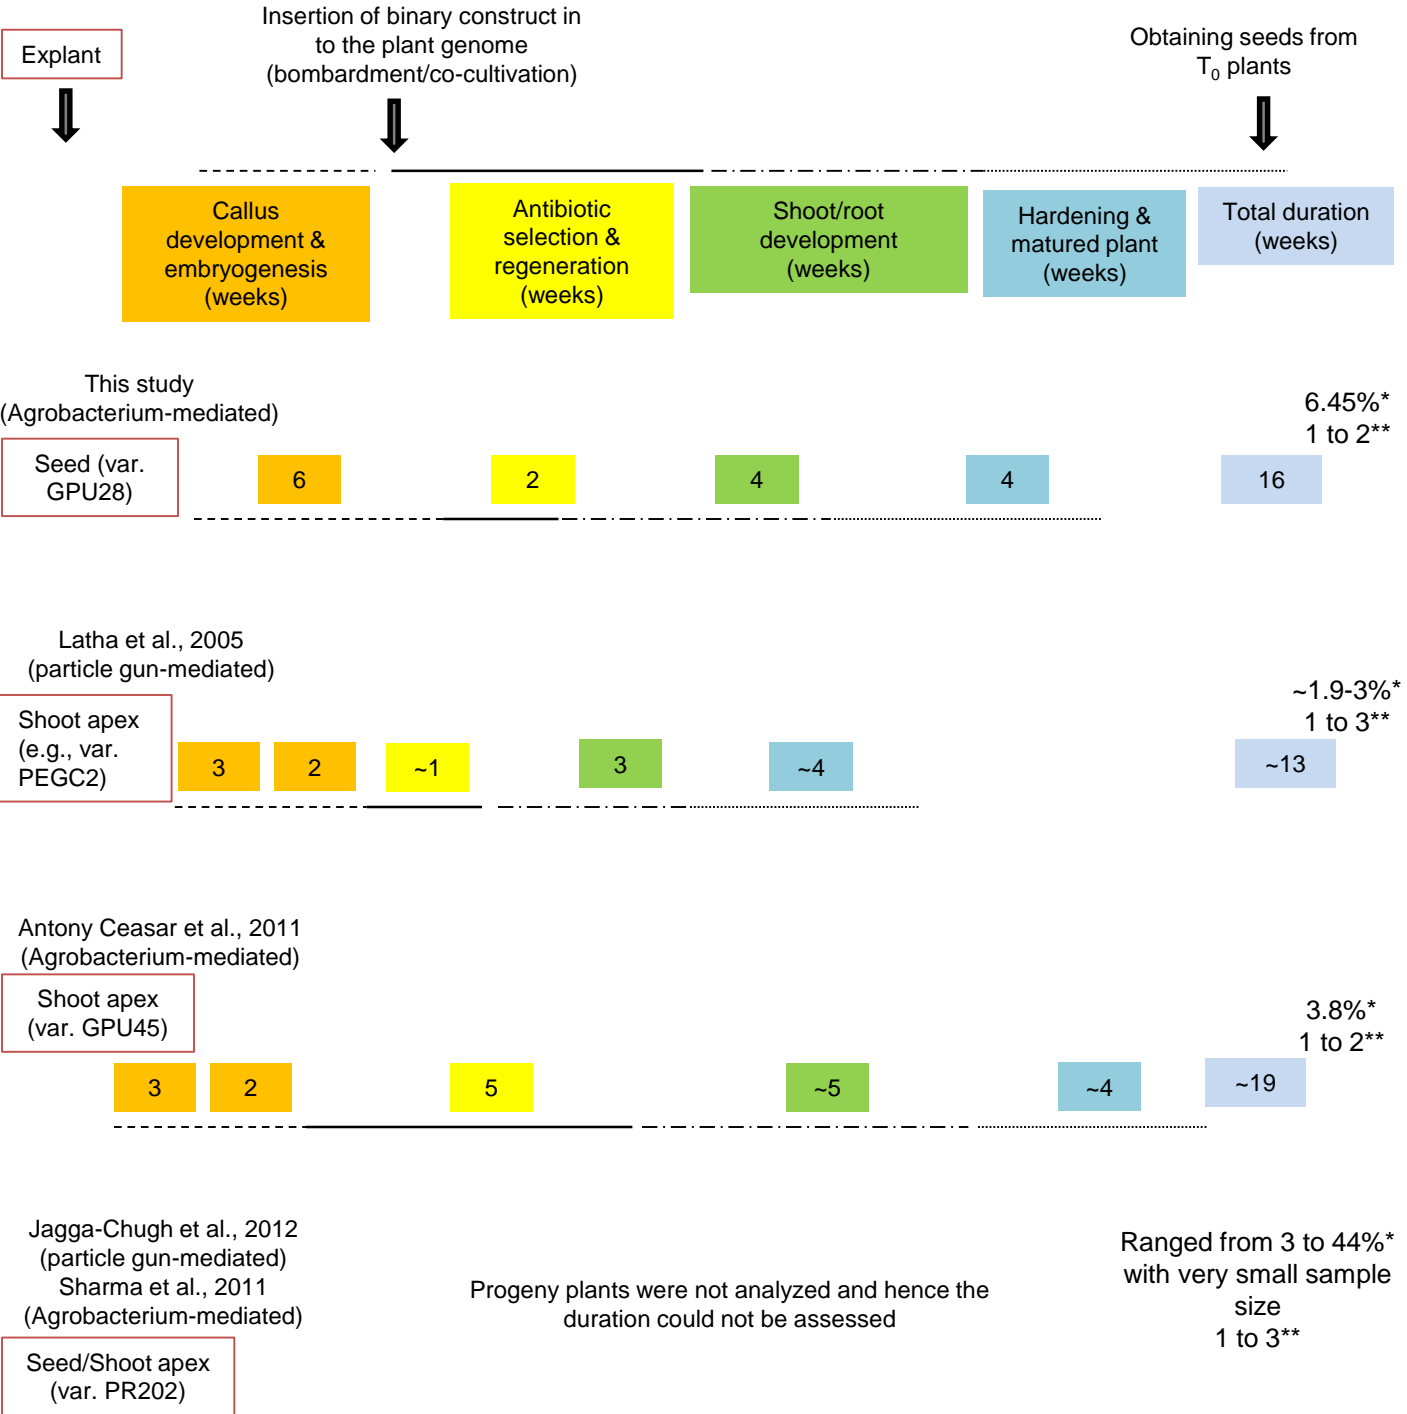 Explant
Insertion of binary construct in
to the plant genome
(bombardment/co-cultivation)
Obtaining seeds from
T0 plants
Callus
development &
embryogenesis
(weeks)
Antibiotic
selection &
regeneration
(weeks)
Shoot/root
development
(weeks)
Hardening &
matured plant
(weeks)
Total duration
(weeks)
This study
(Agrobacterium-mediated)
Seed (var.
GPU28)
6
2
4
4
16
6.45%*
1 to 2**
Latha et al., 2005
(particle gun-mediated)
Shoot apex
(e.g., var.
PEGC2)
3
2
~1
3
~4
~13
~1.9-3%*
1 to 3**
Antony Ceasar et al., 2011
(Agrobacterium-mediated)
Shoot apex
(var. GPU45)
3
2
5
~5
~4
~19
3.8%*
1 to 2**
Jagga-Chugh et al., 2012
(particle gun-mediated)
Sharma et al., 2011
(Agrobacterium-mediated)
Seed/Shoot apex
(var. PR202)
Progeny plants were not analyzed and hence the
duration could not be assessed
Ranged from 3 to 44%*
with very small sample
size
1 to 3**